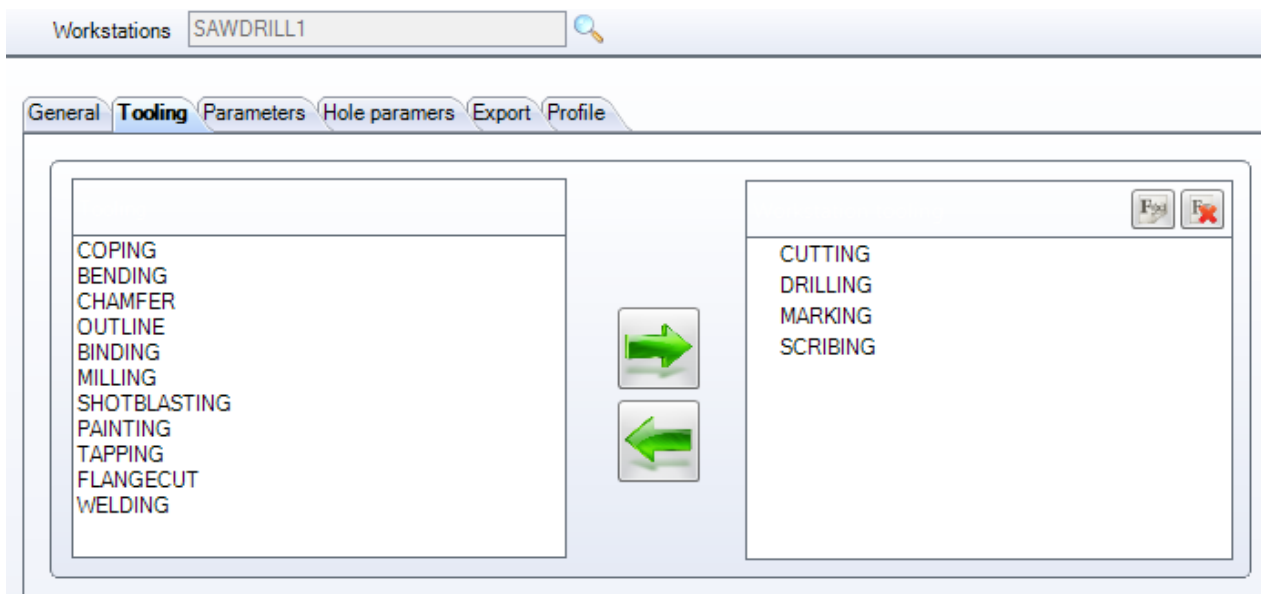 Workstations SAWDRILL1
General Tooling Parameters Hole paramers Export Profile
COPING
BENDING
CHAMFER
OUTLINE
BINDING
MILLING
SHOTBLASTING
PAINTING
TAPPING
FLANGECUT
WELDING
CUTTING
DRILLING
MARKING
SCRIBING